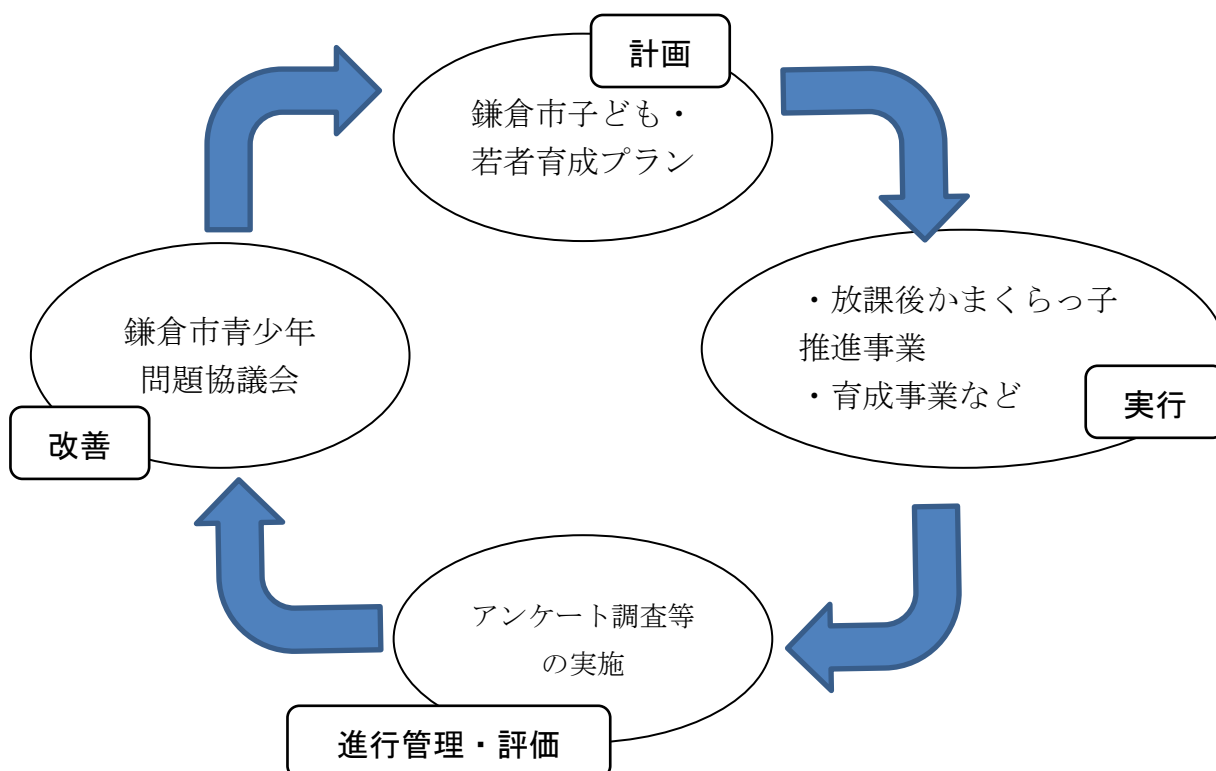 計画
鎌倉市子ども・
若者育成プラン
・放課後かまくらっ子
推進事業
・育成事業など
実行
アンケート調査等
の実施
進行管理・評価
鎌倉市青少年
問題協議会
改善